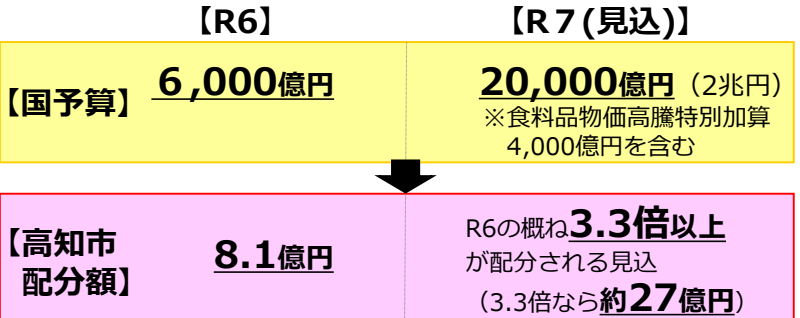 【R6】 【R７(見込)】
【国予算】 ６,000億円 20,000億円（2兆円）
※食料品物価高騰特別加算
4,000億円を含む
【高知市
配分額】 8.1億円
R6の概ね3.3倍以上
が配分される見込
（3.3倍なら約27億円）